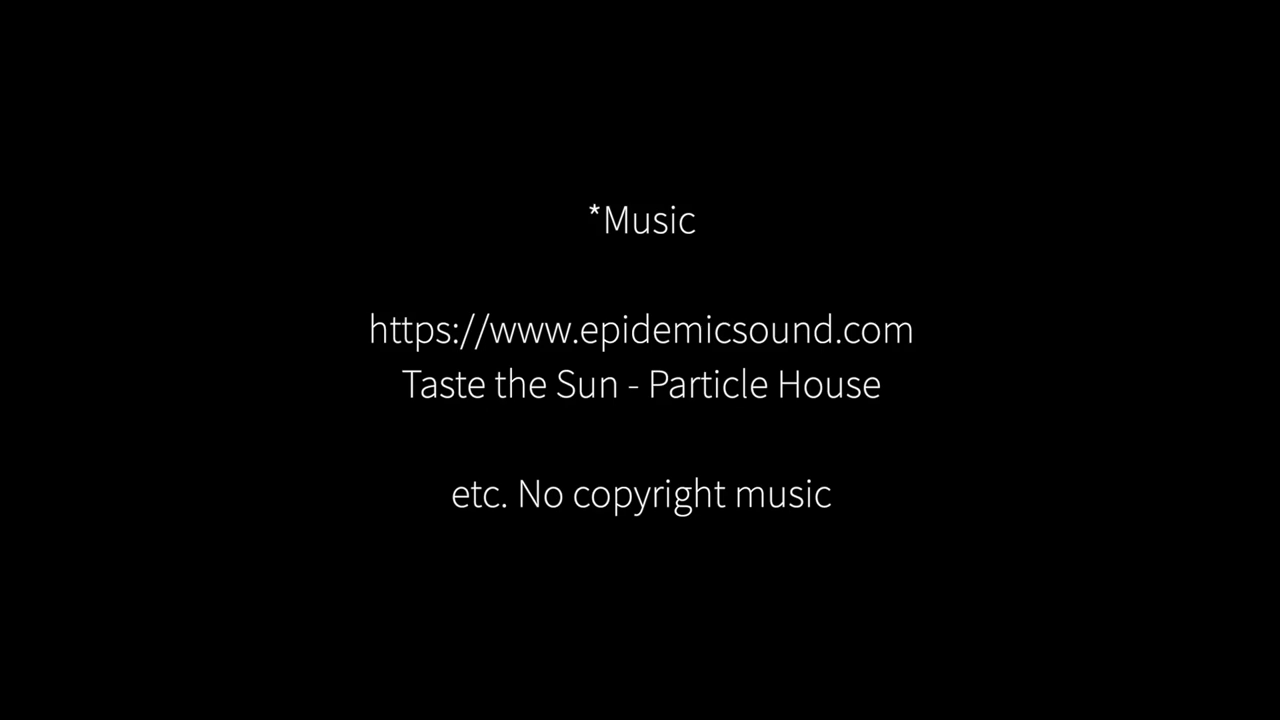 *Music
https://www.epidemicsound.com
Taste the Sun - Particle House
etc. No copyright music